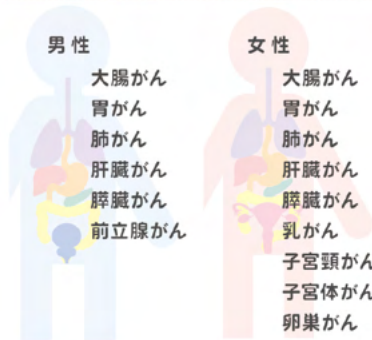 男性
大腸がん
胃がん
肺がん
肝臓がん
膵臓がん
前立腺がん
女性
大腸がん
胃がん
肺がん
肝臓がん
膵臓がん
乳がん
子宮頸がん
子宮体がん
卵巣がん